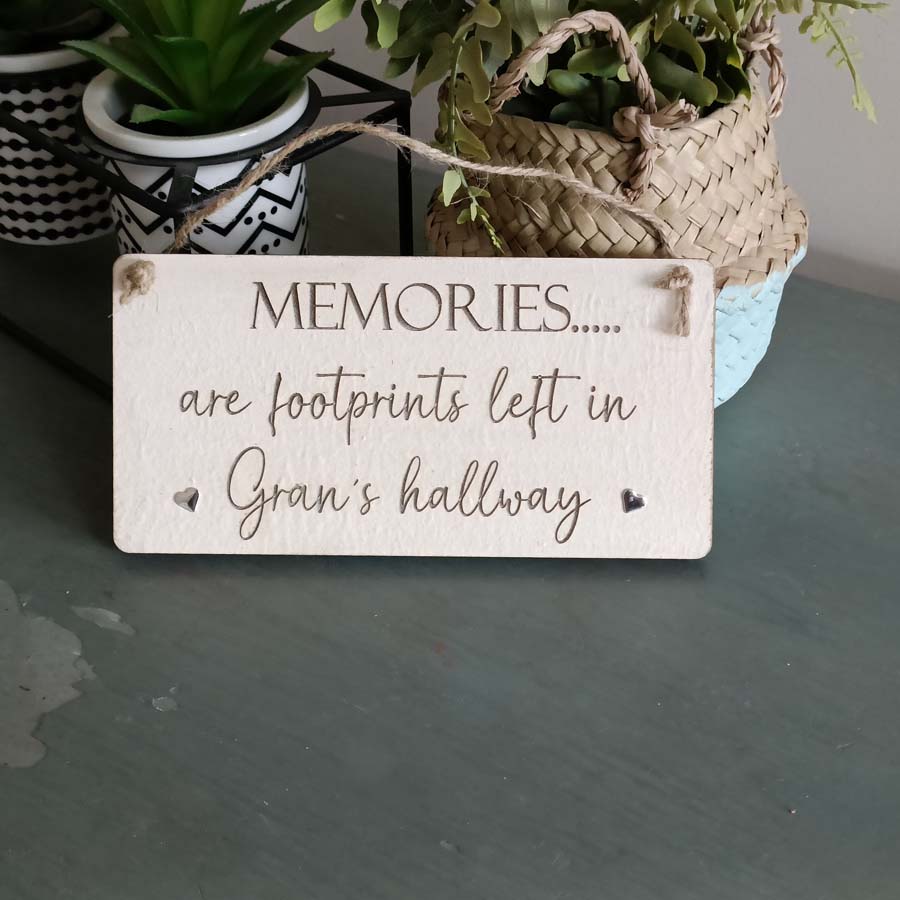 MEMORIES.....
are footprints left in
Gran's hallway